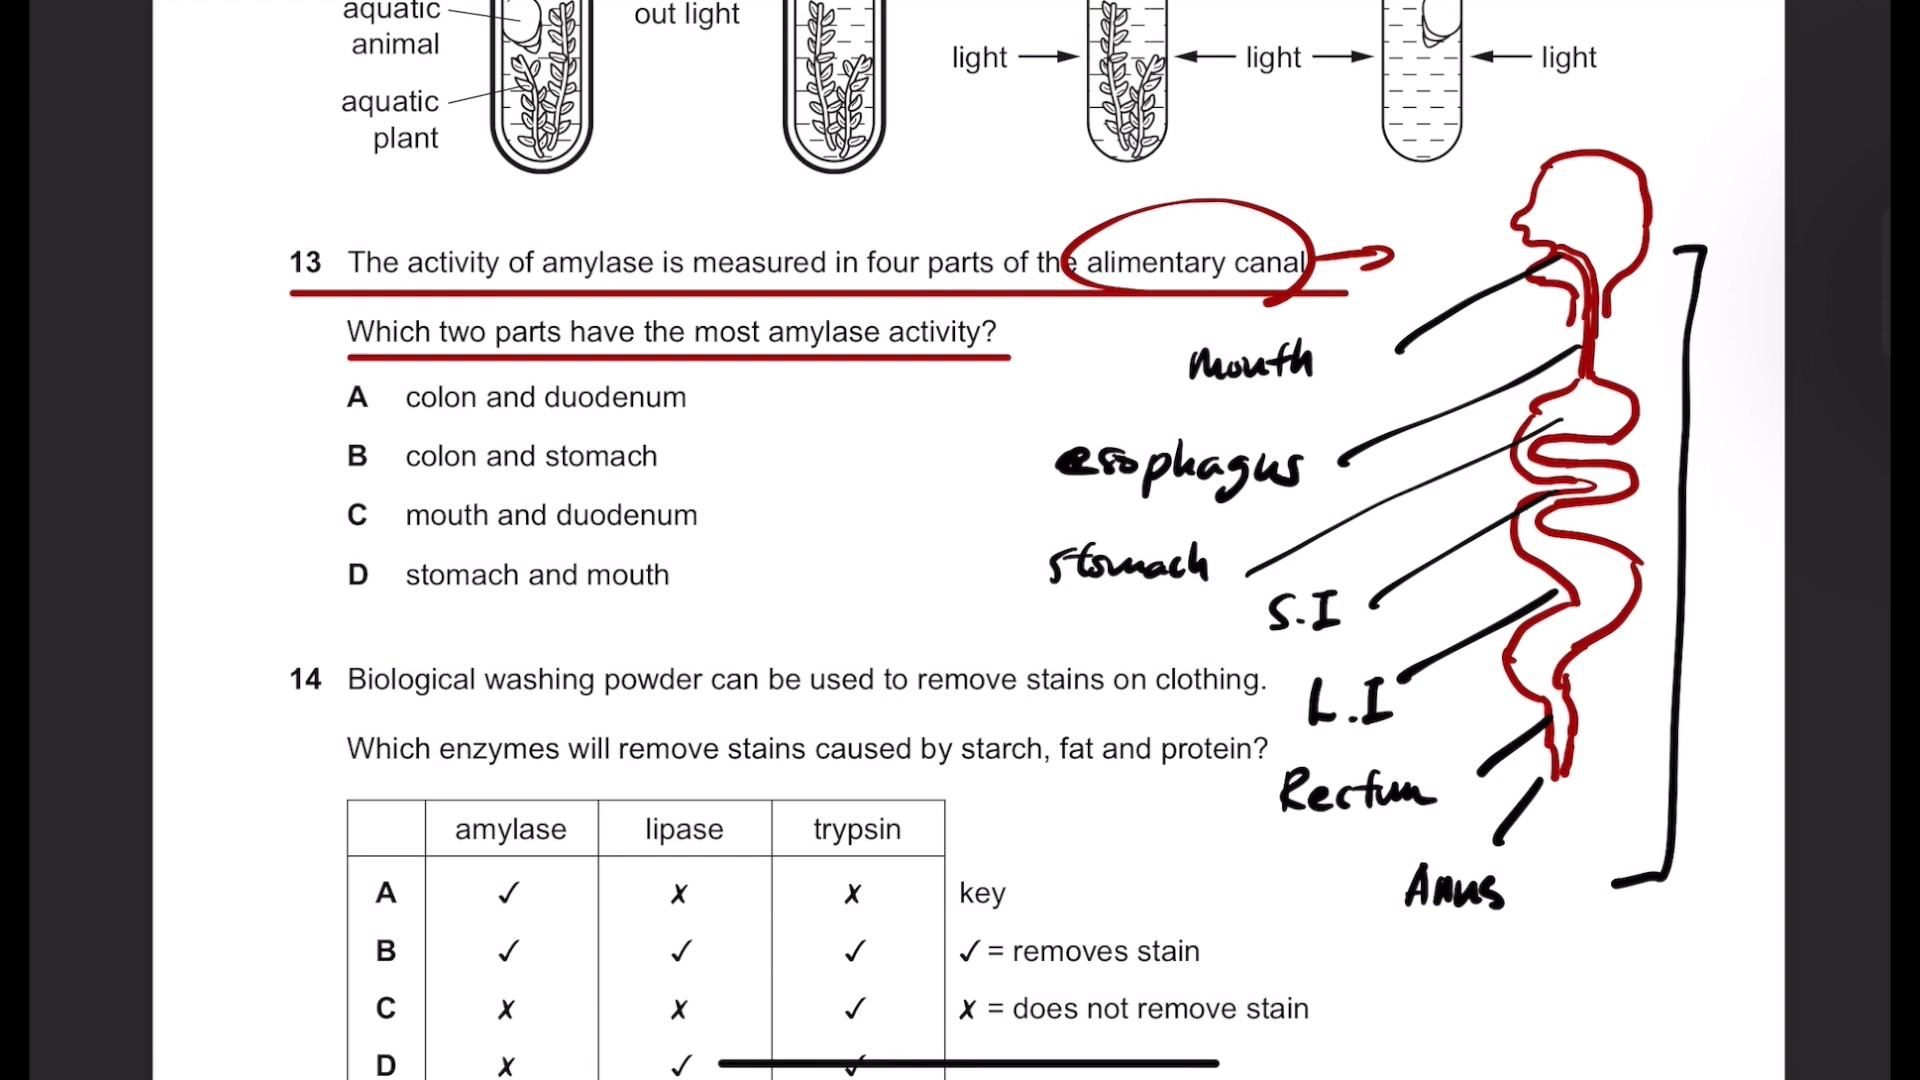 aquatic
animal
out light
aquatic
plant
light
light
light
13 The activity of amylase is measured in four parts of the alimentary canal
Which two parts have the most amylase activity?
A colon and duodenum
B colon and stomach
C mouth and duodenum
D stomach and mouth
Mouth
esophagus
stomach
S.I
L.I
Rectum
Anus
14 Biological washing powder can be used to remove stains on clothing.
Which enzymes will remove stains caused by starch, fat and protein?
amylase lipase trypsin
A ✓ ✗ ✗
B ✓ ✓ ✓
C ✗ ✗ ✓
D ✗ ✓ ✓
key
✓ = removes stain
✗ = does not remove stain